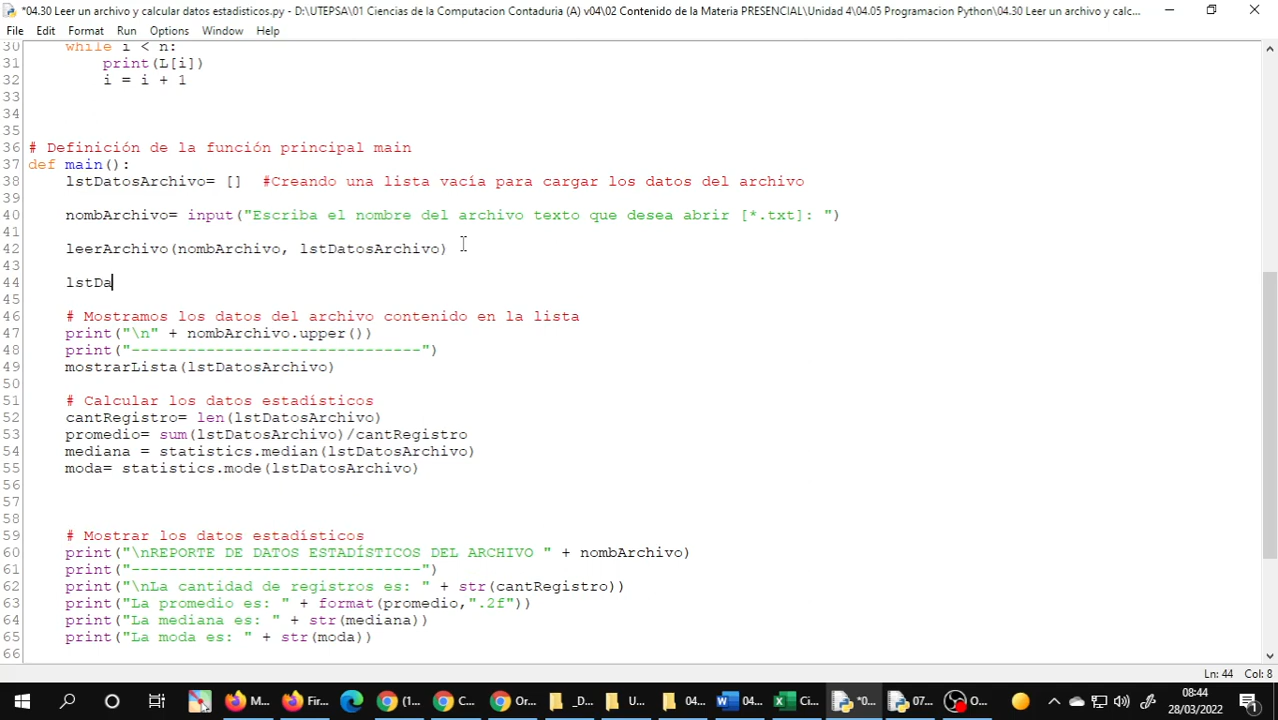 *04.30 Leer un archivo y calcular datos estadisticos.py - D:\UTEPSA\01 Ciencias de la Computacion Contaduria (A) v04\02 Contenido de la Materia PRESENCIAL\Unidad 4\04.05 Programacion Python\04.30 Leer un archivo y calc...
File Edit Format Run Options Window Help
30 while i < n:
31 print(L[i])
32 i = i + 1
33
34
35
36 # Definición de la función principal main
37 def main():
38 lstDatosArchivo= [] #Creando una lista vacía para cargar los datos del archivo
39
40 nombArchivo= input("Escriba el nombre del archivo texto que desea abrir [*.txt]: ")
41
42 leerArchivo(nombArchivo, lstDatosArchivo)
43
44 lstDa
45
46 # Mostramos los datos del archivo contenido en la lista
47 print("\n" + nombArchivo.upper())
48 print("-------------------------------")
49 mostrarLista(lstDatosArchivo)
50
51 # Calcular los datos estadísticos
52 cantRegistro= len(lstDatosArchivo)
53 promedio= sum(lstDatosArchivo)/cantRegistro
54 mediana = statistics.median(lstDatosArchivo)
55 moda= statistics.mode(lstDatosArchivo)
56
57
58
59 # Mostrar los datos estadísticos
60 print("\nREPORTE DE DATOS ESTADÍSTICOS DEL ARCHIVO " + nombArchivo)
61 print("-------------------------------")
62 print("\nLa cantidad de registros es: " + str(cantRegistro))
63 print("La promedio es: " + format(promedio,".2f"))
64 print("La mediana es: " + str(mediana))
65 print("La moda es: " + str(moda))
66
Ln: 44 Col: 8
M... Fir... (1... C... Or... _D... U... 04... 04... Ci... *0... 07... O... 08:44
28/03/2022 1